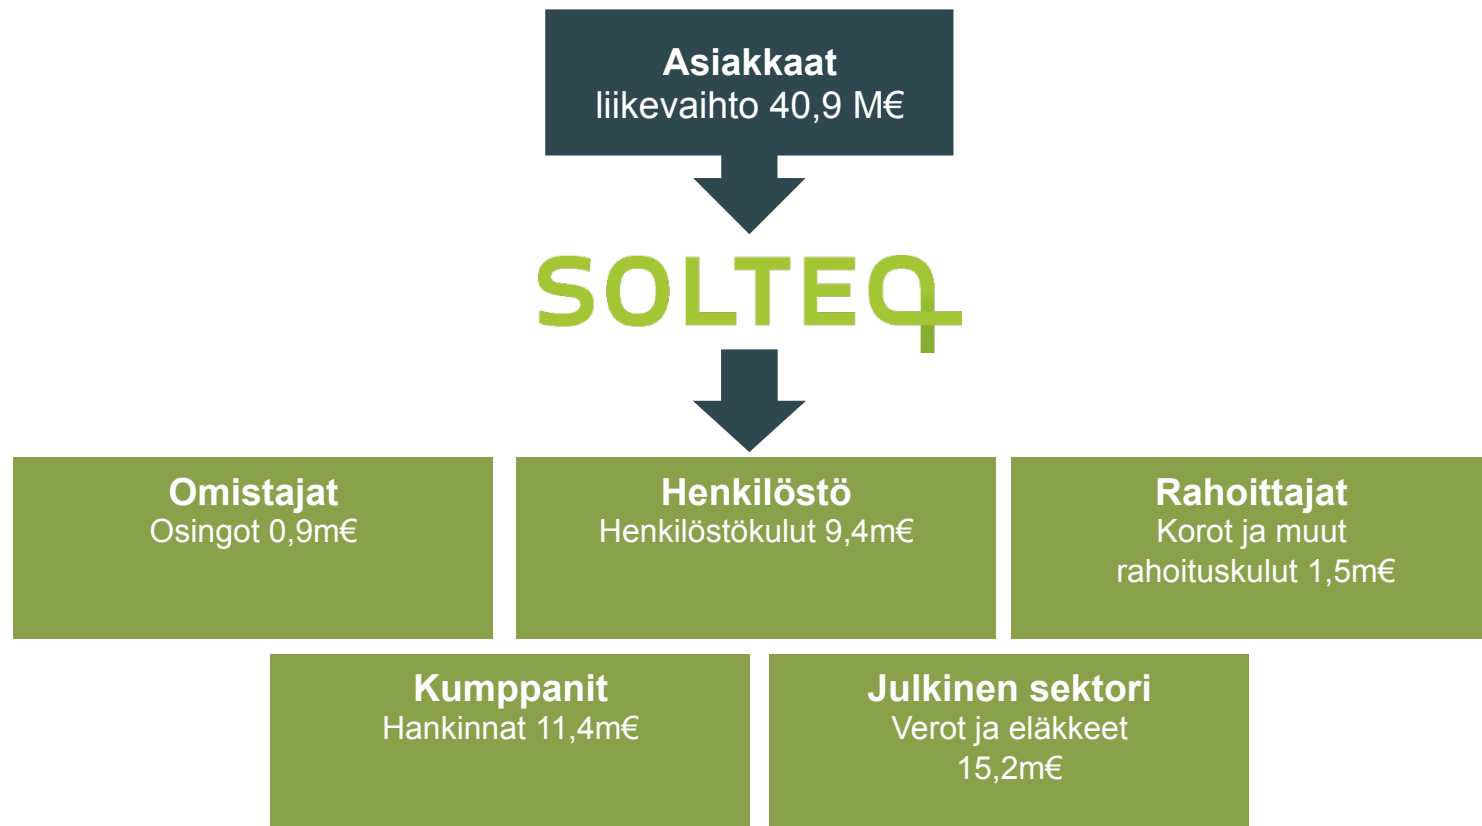 Asiakkaat
liikevaihto 40,9 M€
SOLTEQ
Omistajat
Osingot 0,9m€
Henkilöstö
Henkilöstökulut 9,4m€
Rahoittajat
Korot ja muut
rahoituskulut 1,5m€
Kumppanit
Hankinnat 11,4m€
Julkinen sektori
Verot ja eläkkeet
15,2m€